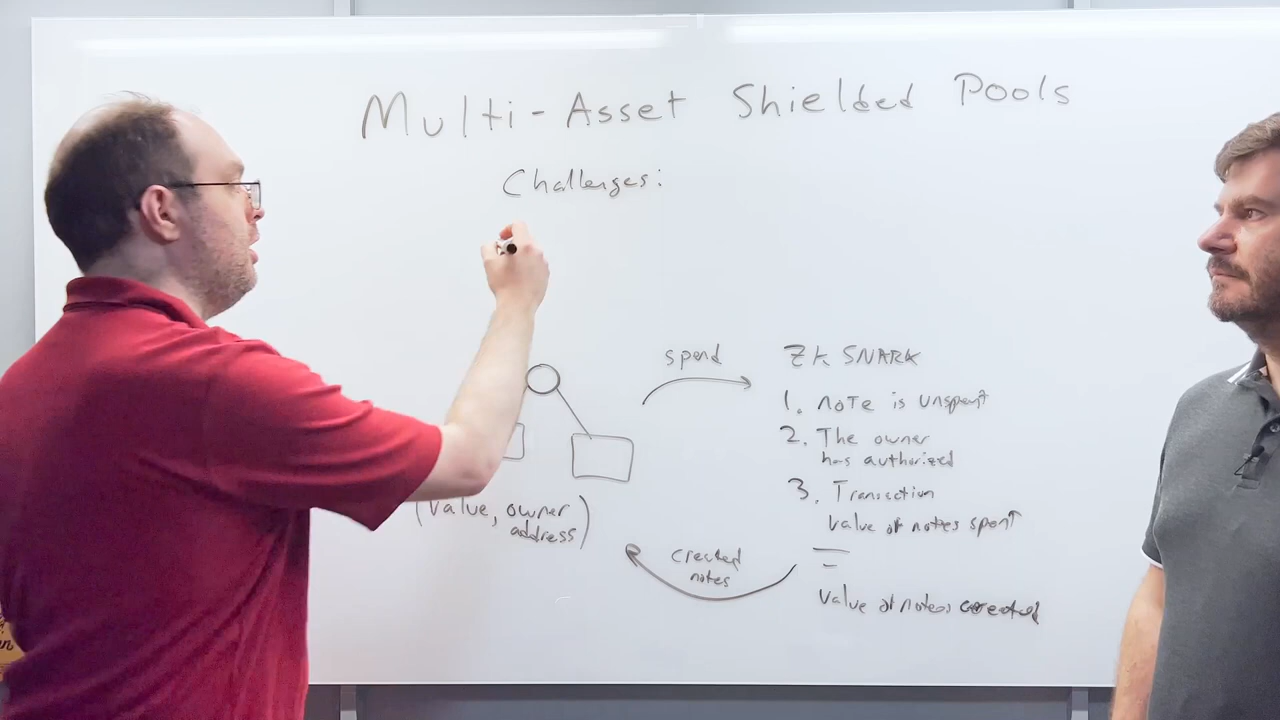 Multi-Asset Shielded Pools
Challenges:
spend
ZK SNARK
1. note is unspent
2. The owner
has authorized
3. Transaction
value of notes spent
=
value of notes created
(value, owner
address)
created
notes